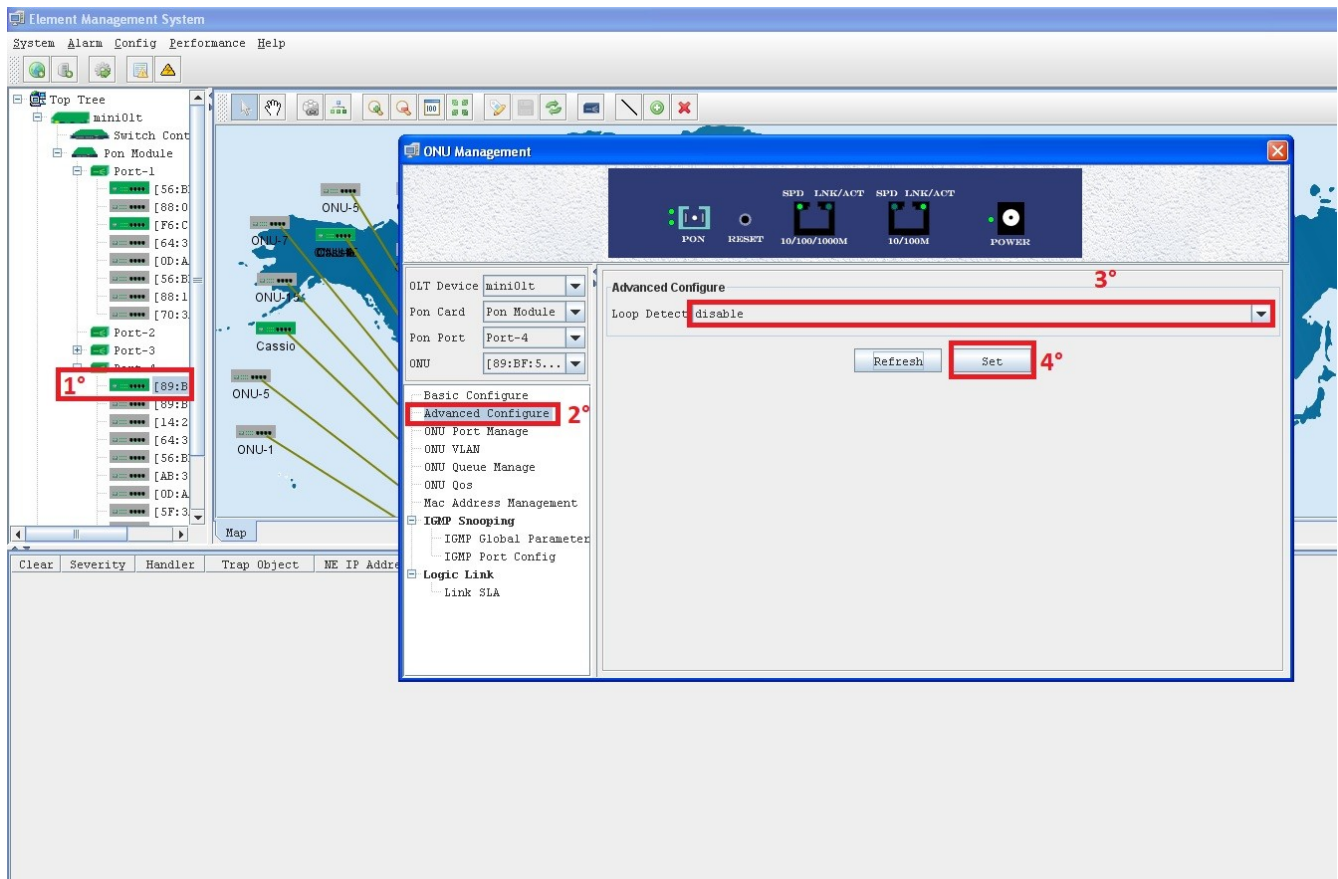 Element Management System
System Alarm Config Performance Help
Top Tree
miniOlt
Switch Cont
Pon Module
Port-1
[56:B
[88:0
[F6:C
[64:3
[0D:A
[56:B
[88:1
[70:3
Port-2
Port-3
1°
[89:B
[89:B
[14:2
[64:3
[56:B
[AB:3
[0D:A
[5F:3
100
ONU-5
ONU-7
ONU-15
Cassio
ONU-5
ONU-1
Map
ONU Management
SPD LNK/ACT SPD LNK/ACT
PON RESET 10/100/1000M 10/100M POWER
OLT Device miniOlt
Pon Card Pon Module
Pon Port Port-4
ONU [89:BF:5...
Basic Configure
Advanced Configure 2°
ONU Port Manage
ONU VLAN
ONU Queue Manage
ONU Qos
Mac Address Management
IGMP Snooping
IGMP Global Parameter
IGMP Port Config
Logic Link
Link SLA
Advanced Configure 3°
Loop Detect disable
Refresh Set 4°
Clear Severity Handler Trap Object NE IP Addre